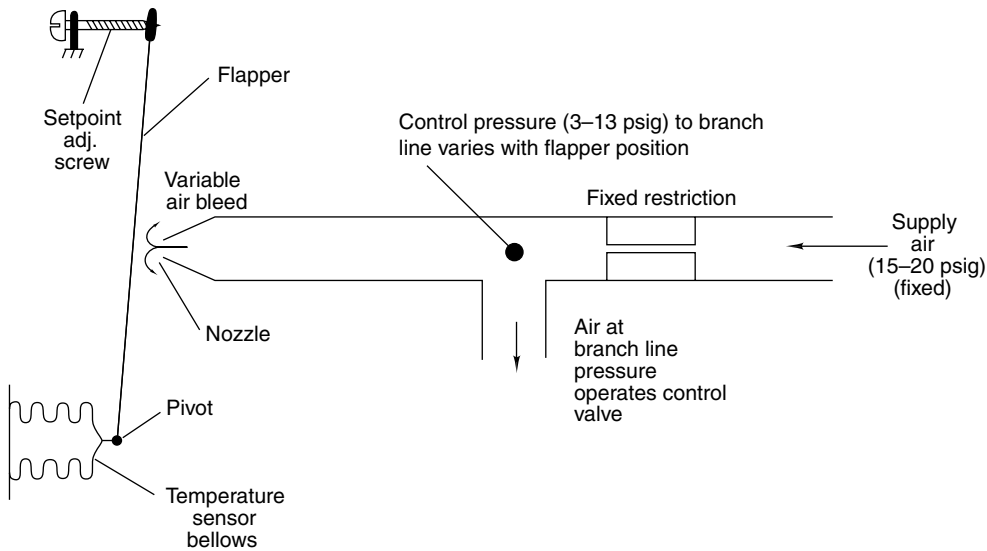 Flapper
Setpoint
adj.
screw
Control pressure (3–13 psig) to branch
line varies with flapper position
Variable
air bleed
Fixed restriction
Supply
air
(15–20 psig)
(fixed)
Nozzle
Air at
branch line
pressure
operates control
valve
Pivot
Temperature
sensor
bellows